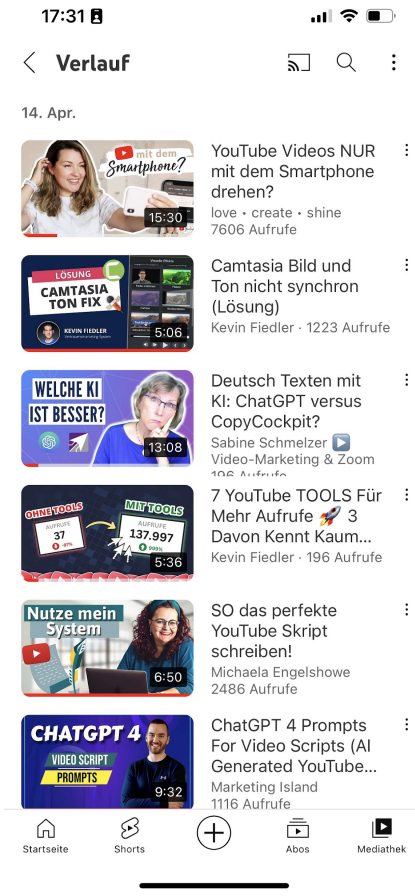 17:31
Verlauf
14. Apr.
mit dem
Smartphone?
15:30
YouTube Videos NUR
mit dem Smartphone
drehen?
love • create • shine
7606 Aufrufe
LÖSUNG
CAMTASIA
TON FIX
KEVIN FIEDLER
5:06
Camtasia Bild und
Ton nicht synchron
(Lösung)
Kevin Fiedler · 1223 Aufrufe
WELCHE KI
IST BESSER?
13:08
Deutsch Texten mit
KI: ChatGPT versus
CopyCockpit?
Sabine Schmelzer ▶️
Video-Marketing & Zoom
196 Aufrufe
OHNE TOOLS
AUFRUFE
37
MIT TOOLS
AUFRUFE
137.997
999%
5:36
7 YouTube TOOLS Für
Mehr Aufrufe 🚀 3
Davon Kennt Kaum...
Kevin Fiedler · 196 Aufrufe
Nutze mein
System
6:50
SO das perfekte
YouTube Skript
schreiben!
Michaela Engelshowe
2486 Aufrufe
CHATGPT 4
VIDEO SCRIPT
PROMPTS
9:32
ChatGPT 4 Prompts
For Video Scripts (AI
Generated YouTube...
Marketing Island
1116 Aufrufe
Startseite
Shorts
Abos
Mediathek